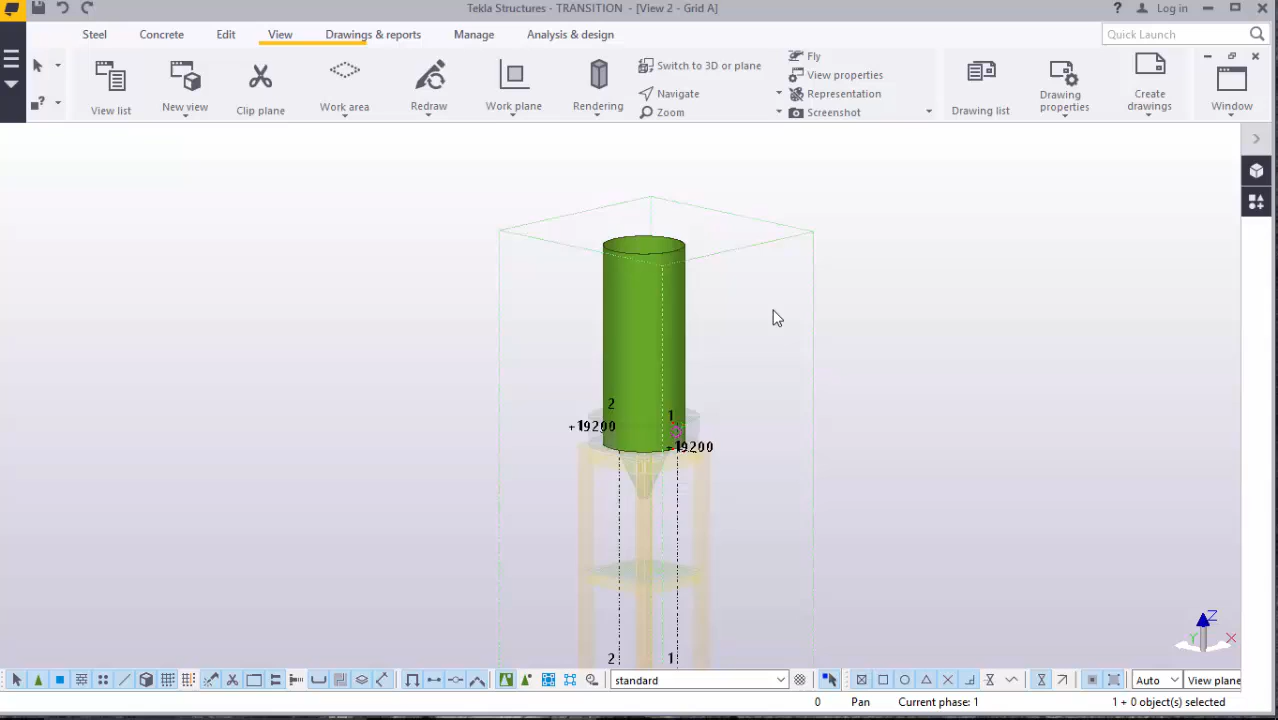 Tekla Structures - TRANSITION - [View 2 - Grid A]
? Log in
Steel Concrete Edit View Drawings & reports Manage Analysis & design Quick Launch
View list
New view
Clip plane
Work area
Redraw
Work plane
Rendering
Switch to 3D or plane
Navigate
Zoom
Fly
View properties
Representation
Screenshot
Drawing list
Drawing properties
Create drawings
Window
2
+19200
1
+19200
2 1
Z
Y X
standard Auto View plane
0 Pan Current phase: 1 1 + 0 object(s) selected